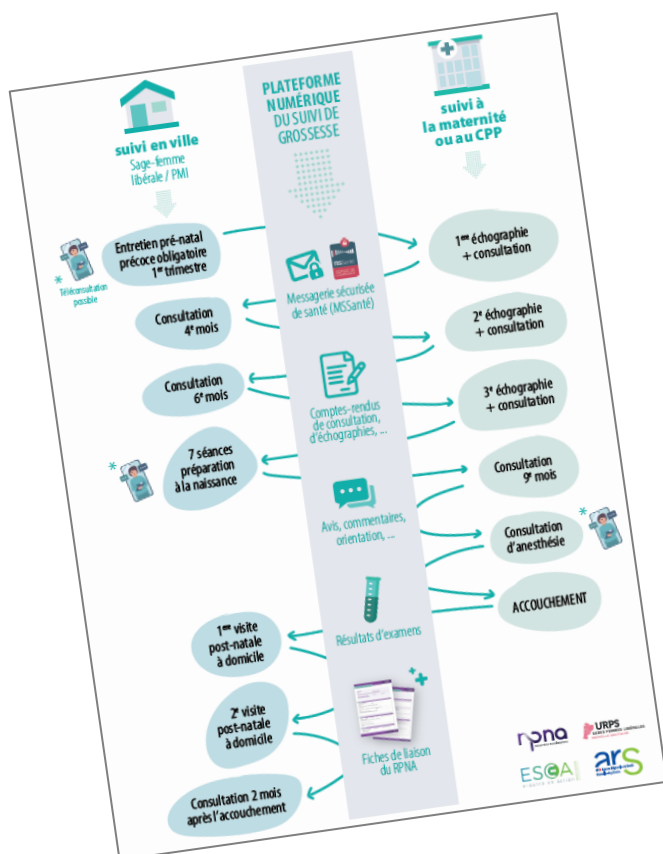 suivi en ville
Sage-femme
libérale / PMI
PLATEFORME
NUMÉRIQUE
DU SUIVI DE
GROSSESSE
suivi à
la maternité
ou au CPP
Entretien pré-natal
précoce obligatoire
1er trimestre
*
Téléconsultation
possible
1ère échographie
+ consultation
Messagerie sécurisée
de santé (MSSanté)
Consultation
4e mois
2e échographie
+ consultation
Consultation
6e mois
Comptes-rendus
de consultation,
d'échographies, ...
3e échographie
+ consultation
*
7 séances
préparation
à la naissance
Consultation
9e mois
Avis, commentaires,
orientation, ...
Consultation
d'anesthésie
*
Résultats d'examens
ACCOUCHEMENT
1ère visite
post-natale
à domicile
2e visite
post-natale
à domicile
Fiches de liaison
du RPNA
Consultation 2 mois
après l'accouchement
rpna
URPS
ESCA
ars